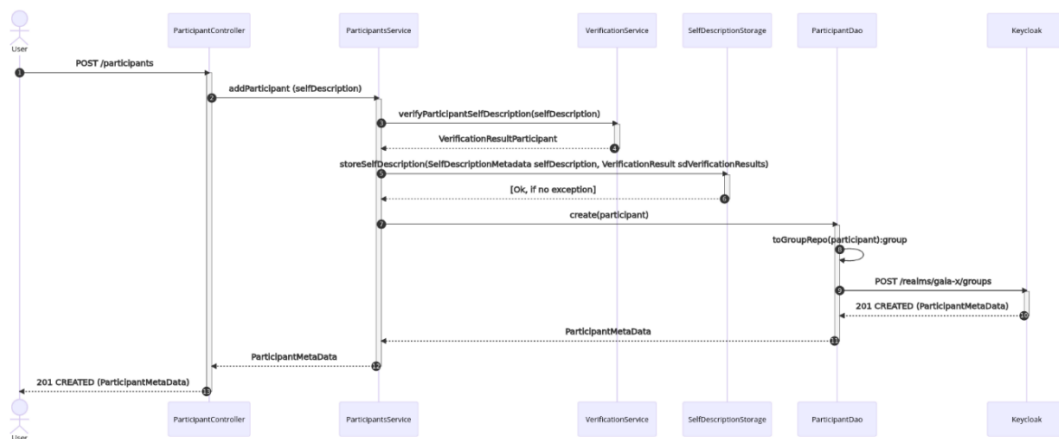 User
ParticipantController
ParticipantsService
VerificationService
SelfDescriptionStorage
ParticipantDao
Keycloak
1
POST /participants
2
addParticipant (selfDescription)
3
verifyParticipantSelfDescription(selfDescription)
4
VerificationResultParticipant
5
storeSelfDescription(SelfDescriptionMetadata selfDescription, VerificationResult sdVerificationResults)
6
[Ok, if no exception]
7
create(participant)
8
toGroupRepo(participant):group
9
POST /realms/gaia-x/groups
10
201 CREATED (ParticipantMetaData)
11
ParticipantMetaData
12
ParticipantMetaData
13
201 CREATED (ParticipantMetaData)
User
ParticipantController
ParticipantsService
VerificationService
SelfDescriptionStorage
ParticipantDao
Keycloak